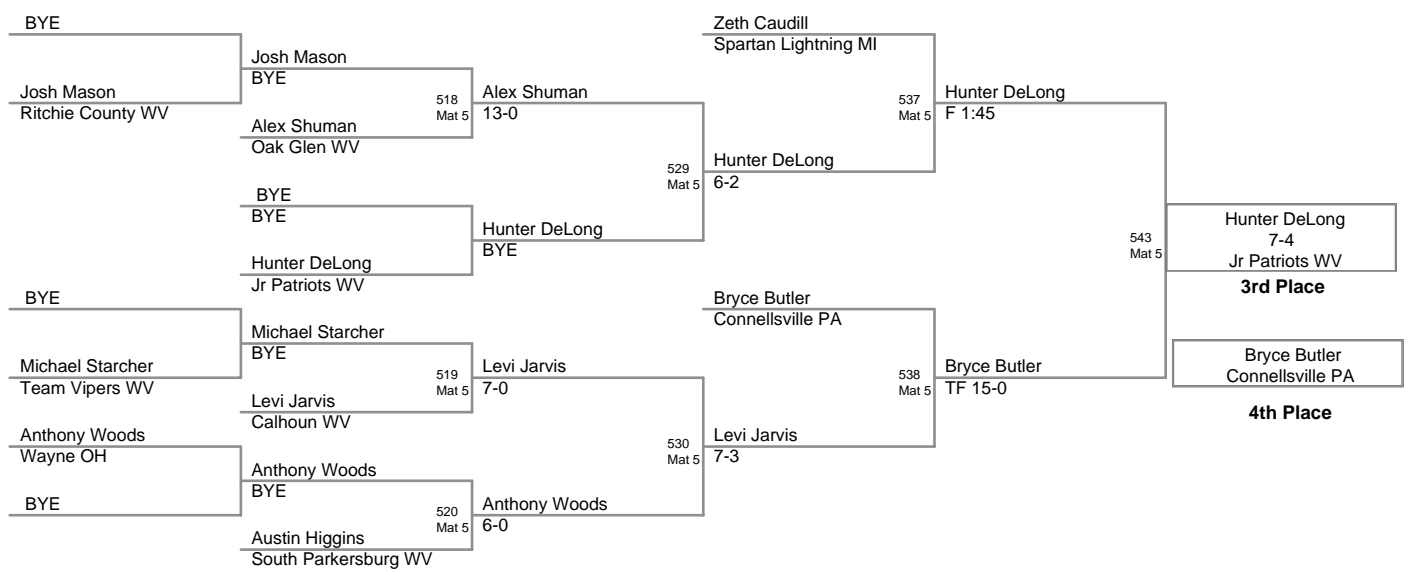 BYE
Josh Mason
Ritchie County WV
BYE
Michael Starcher
Team Vipers WV
Anthony Woods
Wayne OH
BYE
Josh Mason
BYE
Alex Shuman
Oak Glen WV
BYE
BYE
Hunter DeLong
Jr Patriots WV
Michael Starcher
BYE
Levi Jarvis
Calhoun WV
Anthony Woods
BYE
Austin Higgins
South Parkersburg WV
518
Mat 5
Alex Shuman
13-0
Hunter DeLong
BYE
519
Mat 5
Levi Jarvis
7-0
520
Mat 5
Anthony Woods
6-0
Zeth Caudill
Spartan Lightning MI
529
Mat 5
Hunter DeLong
6-2
Bryce Butler
Connellsville PA
530
Mat 5
Levi Jarvis
7-3
537
Mat 5
Hunter DeLong
F 1:45
538
Mat 5
Bryce Butler
TF 15-0
543
Mat 5
Hunter DeLong
7-4
Jr Patriots WV
3rd Place
Bryce Butler
Connellsville PA
4th Place